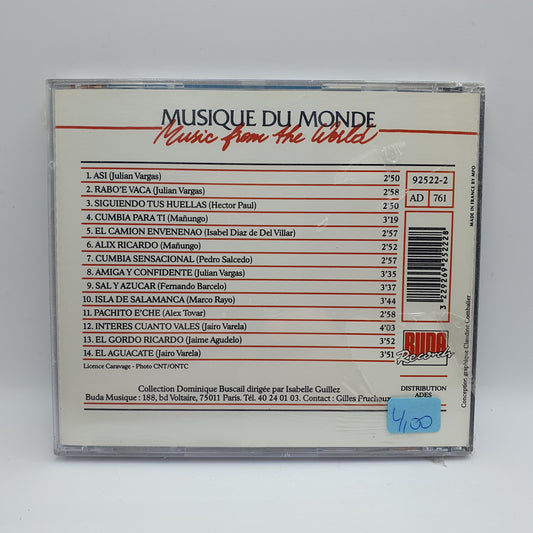 MUSIQUE DU MONDE
Music from the World
1. ASI (Julian Vargas) 2'50
2. RABO'E VACA (Julian Vargas) 2'58
3. SIGUIENDO TUS HUELLAS (Hector Paul) 2'50
4. CUMBIA PARA TI (Mañungo) 3'19
5. EL CAMION ENVENENAO (Isabel Diaz de Del Villar) 2'57
6. ALIX RICARDO (Mañungo) 2'52
7. CUMBIA SENSACIONAL (Pedro Salcedo) 2'57
8. AMIGA Y CONFIDENTE (Julian Vargas) 3'35
9. SAL Y AZUCAR (Fernando Barcelo) 3'37
10. ISLA DE SALAMANCA (Marco Rayo) 3'44
11. PACHITO E'CHE (Alex Tovar) 2'58
12. INTERES CUANTO VALES (Jairo Varela) 4'03
13. EL GORDO RICARDO (Jaime Agudelo) 3'52
14. EL AGUACATE (Jairo Varela) 3'51
Licence Caravage - Photo CNT/ONTC
Collection Dominique Buscail dirigée par Isabelle Guillez
Buda Musique : 188, bd Voltaire, 75011 Paris. Tél. 40 24 01 03. Contact : Gilles Fruchaux
92522-2
AD 761
MADE IN FRANCE BY MPO
3 229269 252228
BUDA
Records
DISTRIBUTION
ADES
4,00
Conception graphique Claudine Combalier